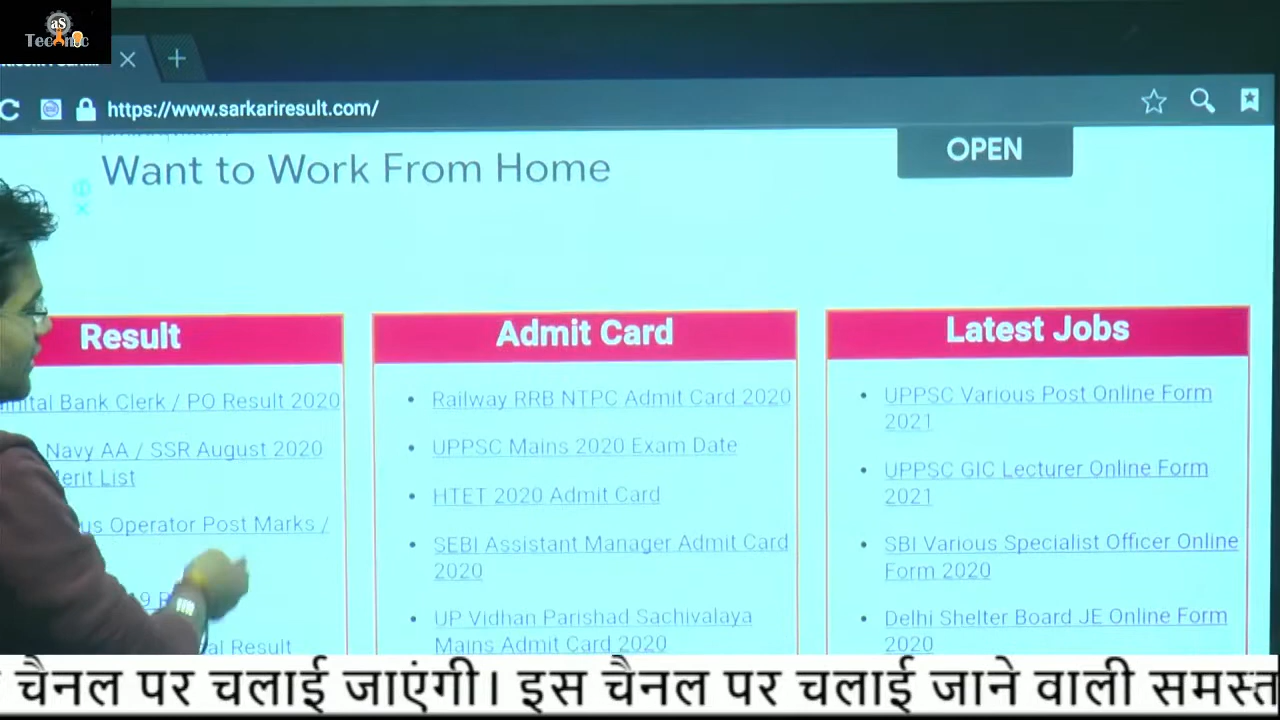 aS
Tec
https://www.sarkariresult.com/
Want to Work From Home
OPEN
Result
Bank Clerk / PO Result 2020
Navy AA / SSR August 2020
Merit List
Operator Post Marks /
al Result
Admit Card
Railway RRB NTPC Admit Card 2020
UPPSC Mains 2020 Exam Date
HTET 2020 Admit Card
SEBI Assistant Manager Admit Card
2020
UP Vidhan Parishad Sachivalaya
Mains Admit Card 2020
Latest Jobs
UPPSC Various Post Online Form
2021
UPPSC GIC Lecturer Online Form
2021
SBI Various Specialist Officer Online
Form 2020
Delhi Shelter Board JE Online Form
2020
चैनल पर चलाई जाएंगी। इस चैनल पर चलाई जाने वाली समस्त